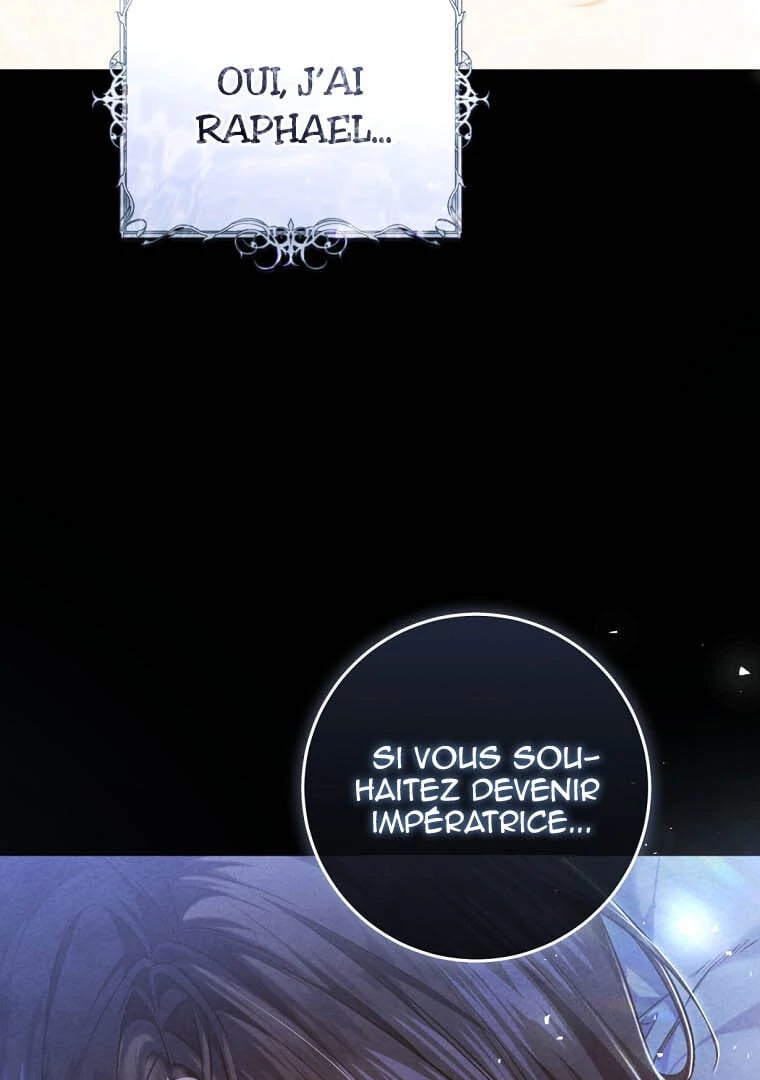 OUI, J'AI
RAPHAEL...
SI VOUS SOU-
HAITEZ DEVENIR
IMPÉRATRICE...